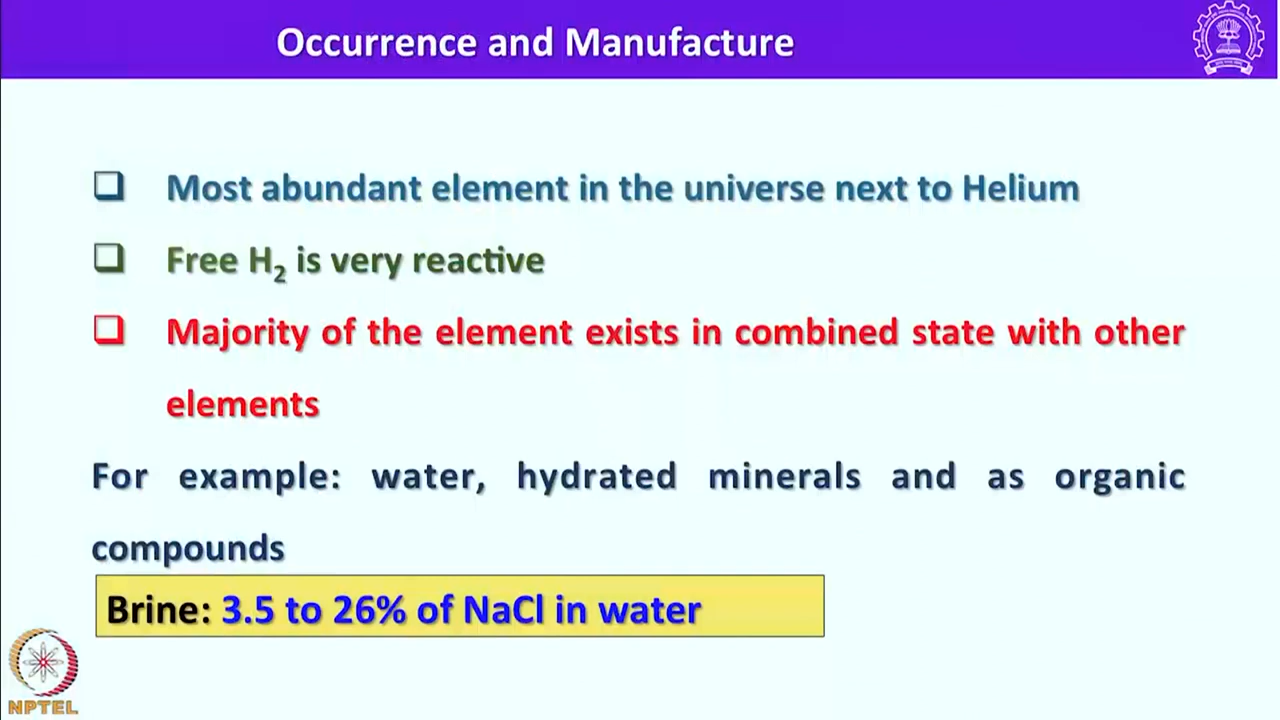 Occurrence and Manufacture
❑ Most abundant element in the universe next to Helium
❑ Free H₂ is very reactive
❑ Majority of the element exists in combined state with other
elements
For example: water, hydrated minerals and as organic
compounds
Brine: 3.5 to 26% of NaCl in water
NPTEL